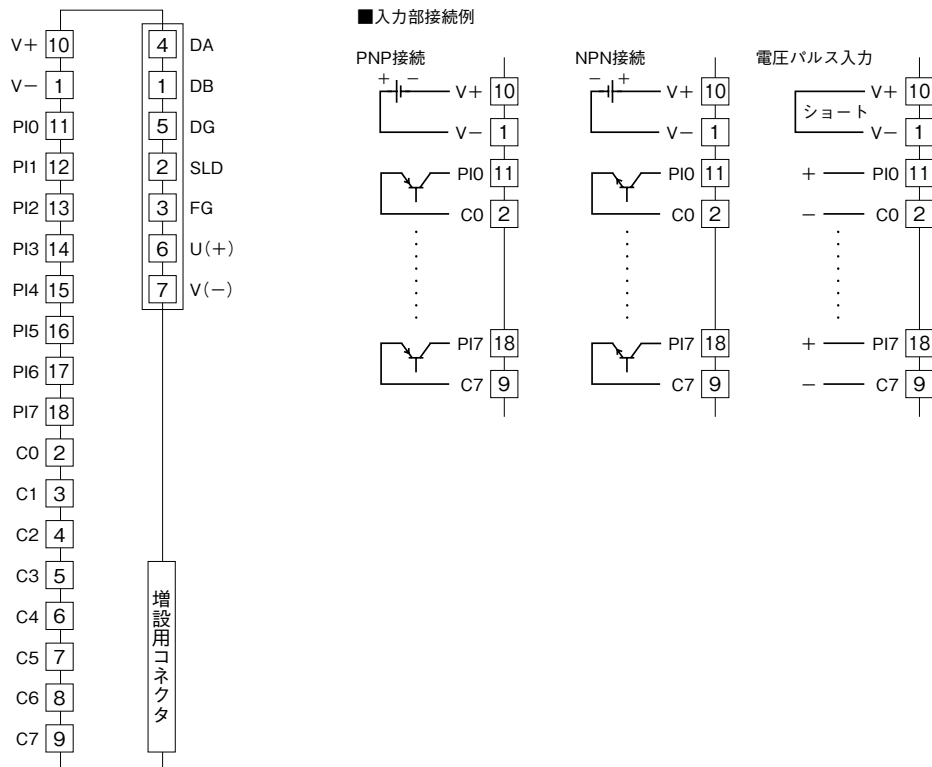 V+ 10
V− 1
PI0 11
PI1 12
PI2 13
PI3 14
PI4 15
PI5 16
PI6 17
PI7 18
C0 2
C1 3
C2 4
C3 5
C4 6
C5 7
C6 8
C7 9
4 DA
1 DB
5 DG
2 SLD
3 FG
6 U(+)
7 V(−)
増設用コネクタ
■入力部接続例
PNP接続
+ −
V+ 10
V− 1
PI0 11
C0 2
PI7 18
C7 9
NPN接続
− +
V+ 10
V− 1
PI0 11
C0 2
PI7 18
C7 9
電圧パルス入力
V+ 10
ショート
V− 1
+ PI0 11
− C0 2
+ PI7 18
− C7 9